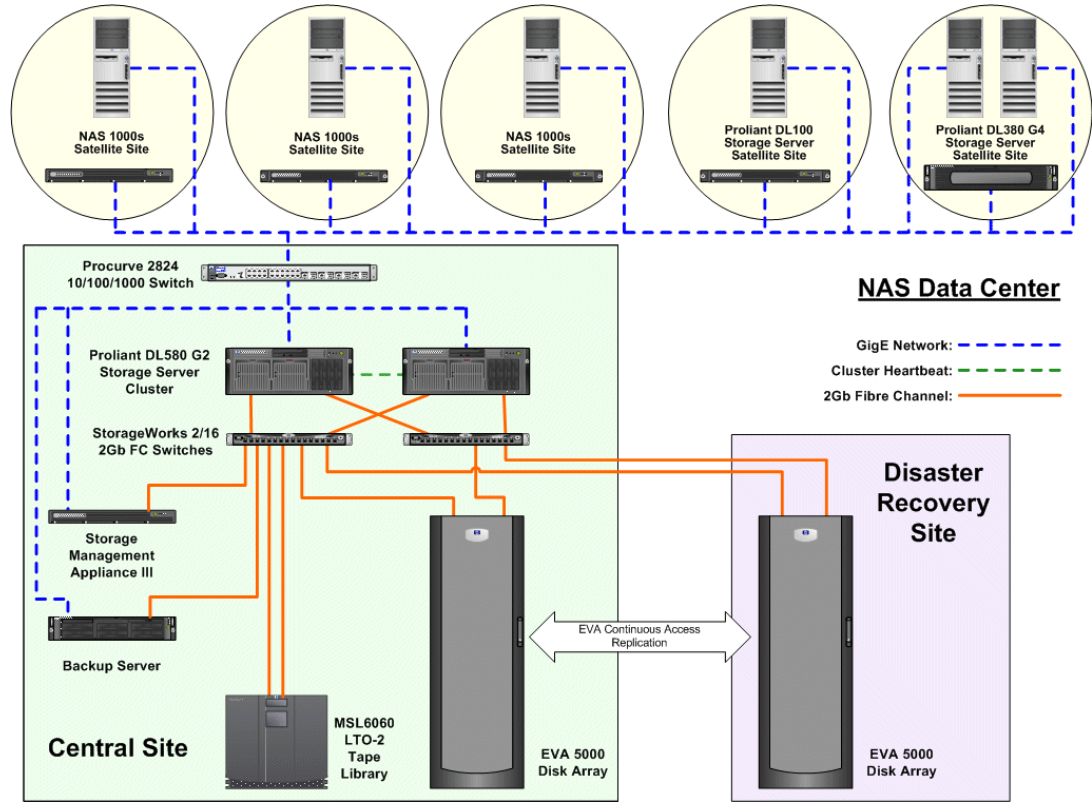 NAS 1000s
Satellite Site
NAS 1000s
Satellite Site
NAS 1000s
Satellite Site
Proliant DL100
Storage Server
Satellite Site
Proliant DL380 G4
Storage Server
Satellite Site
Procurve 2824
10/100/1000 Switch
NAS Data Center
GigE Network:
Cluster Heartbeat:
2Gb Fibre Channel:
Proliant DL580 G2
Storage Server
Cluster
StorageWorks 2/16
2Gb FC Switches
Disaster
Recovery
Site
Storage
Management
Appliance III
EVA Continuous Access
Replication
Backup Server
MSL6060
LTO-2
Tape
Library
Central Site
EVA 5000
Disk Array
EVA 5000
Disk Array